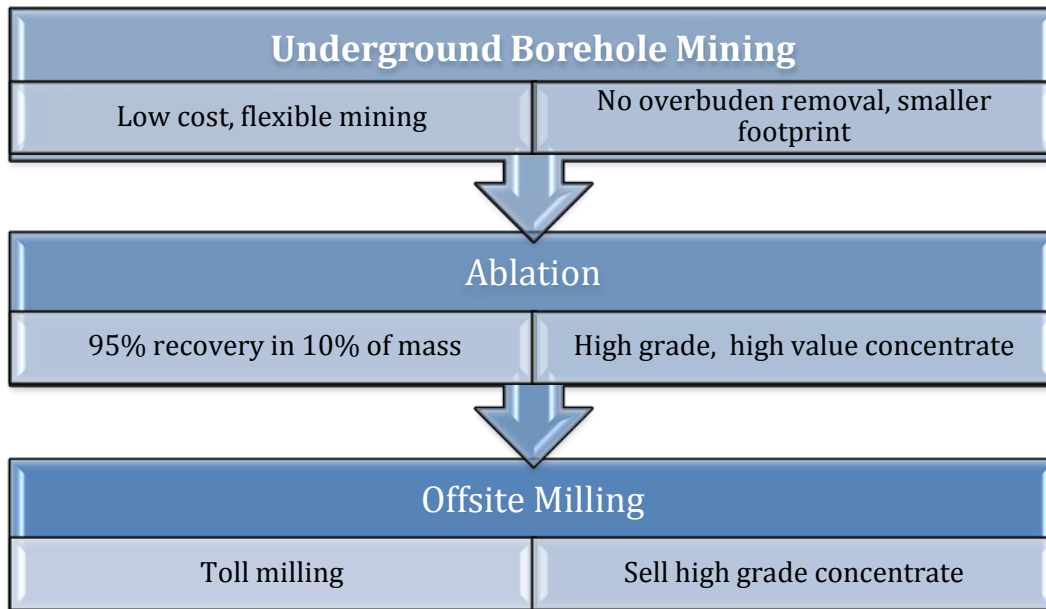 Underground Borehole Mining
Low cost, flexible mining
No overbuden removal, smaller
footprint
Ablation
95% recovery in 10% of mass
High grade,  high value concentrate
Offsite Milling
Toll milling
Sell high grade concentrate